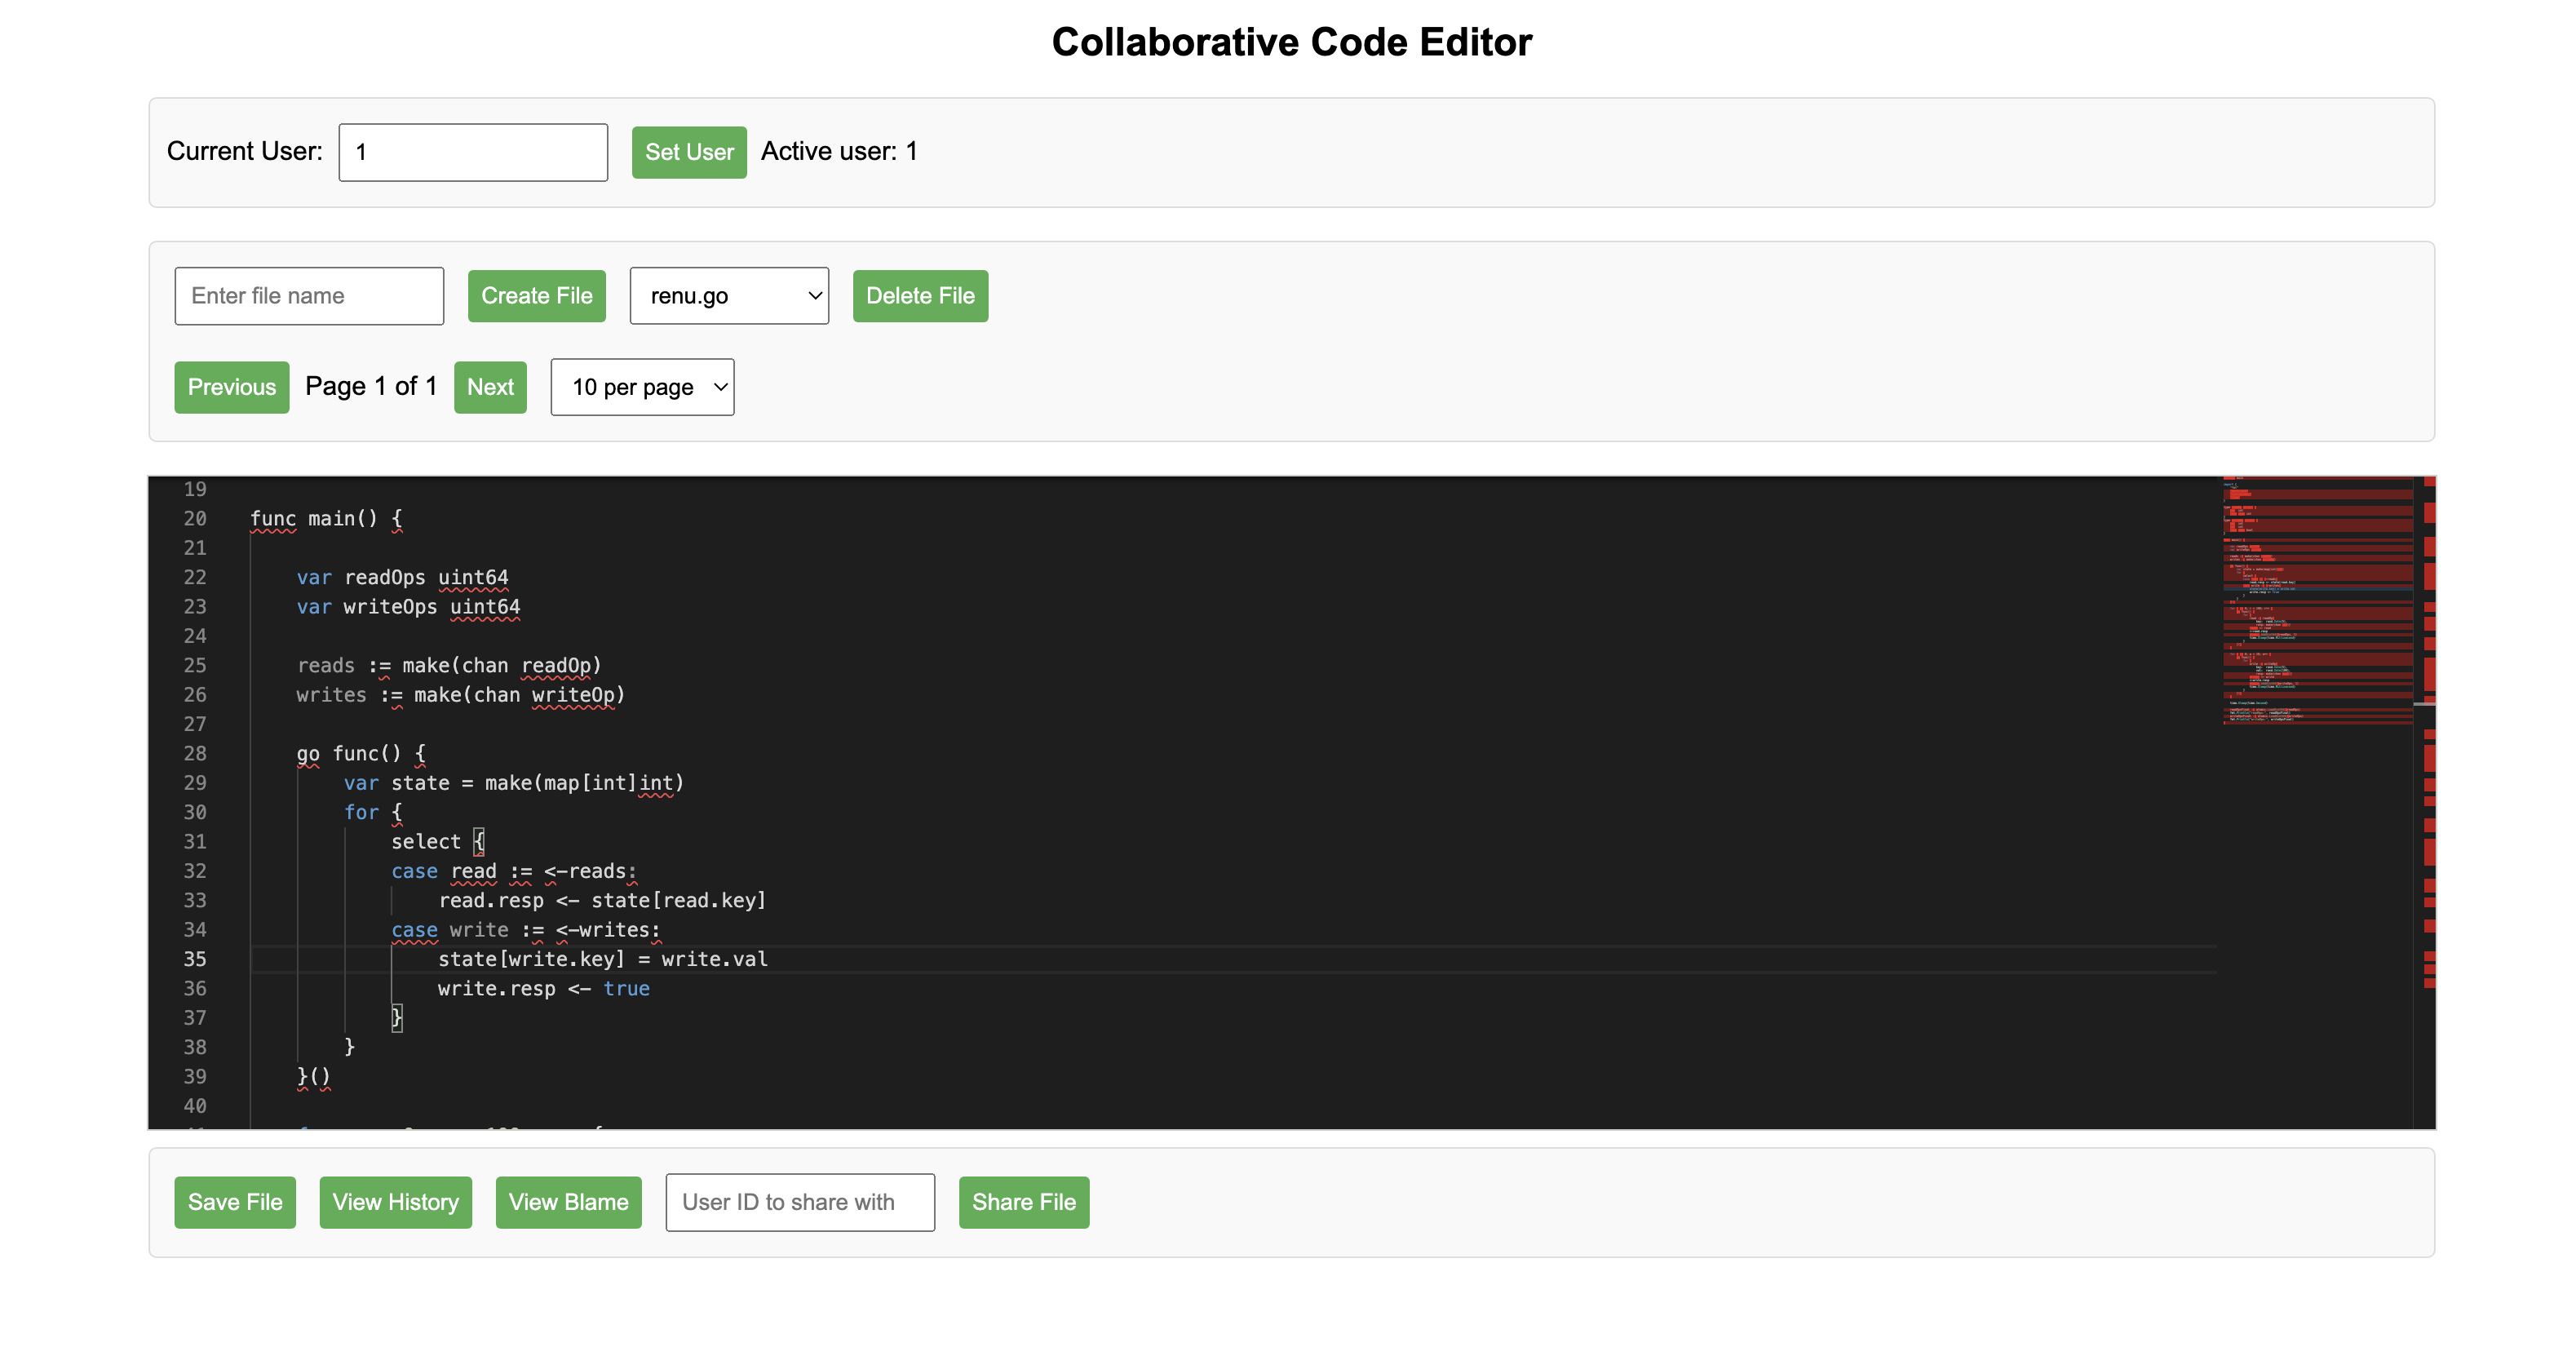 Collaborative Code Editor
Current User: 1 Set User Active user: 1
Enter file name Create File renu.go Delete File
Previous Page 1 of 1 Next 10 per page
19
20 func main() {
21
22 var readOps uint64
23 var writeOps uint64
24
25 reads := make(chan readOp)
26 writes := make(chan writeOp)
27
28 go func() {
29 var state = make(map[int]int)
30 for {
31 select {
32 case read := <-reads:
33 read.resp <- state[read.key]
34 case write := <-writes:
35 state[write.key] = write.val
36 write.resp <- true
37 }
38 }
39 }()
40
Save File View History View Blame User ID to share with Share File